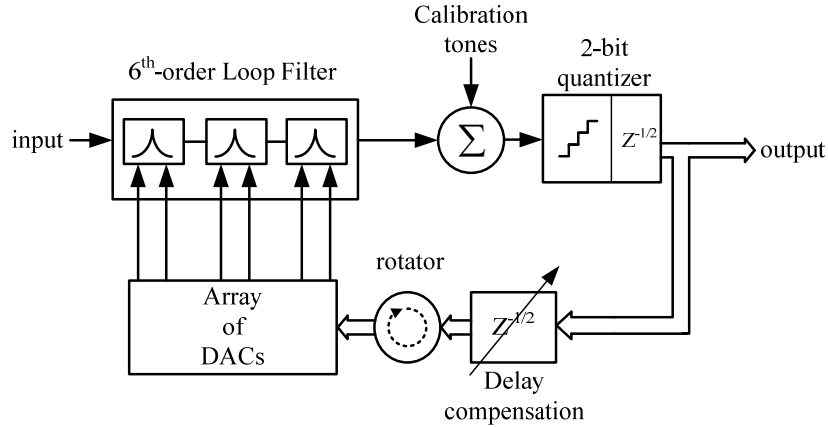 Calibration
tones
6th-order Loop Filter
2-bit
quantizer
input
Σ
Z-1/2
output
rotator
Array
of
DACs
Z-1/2
Delay
compensation